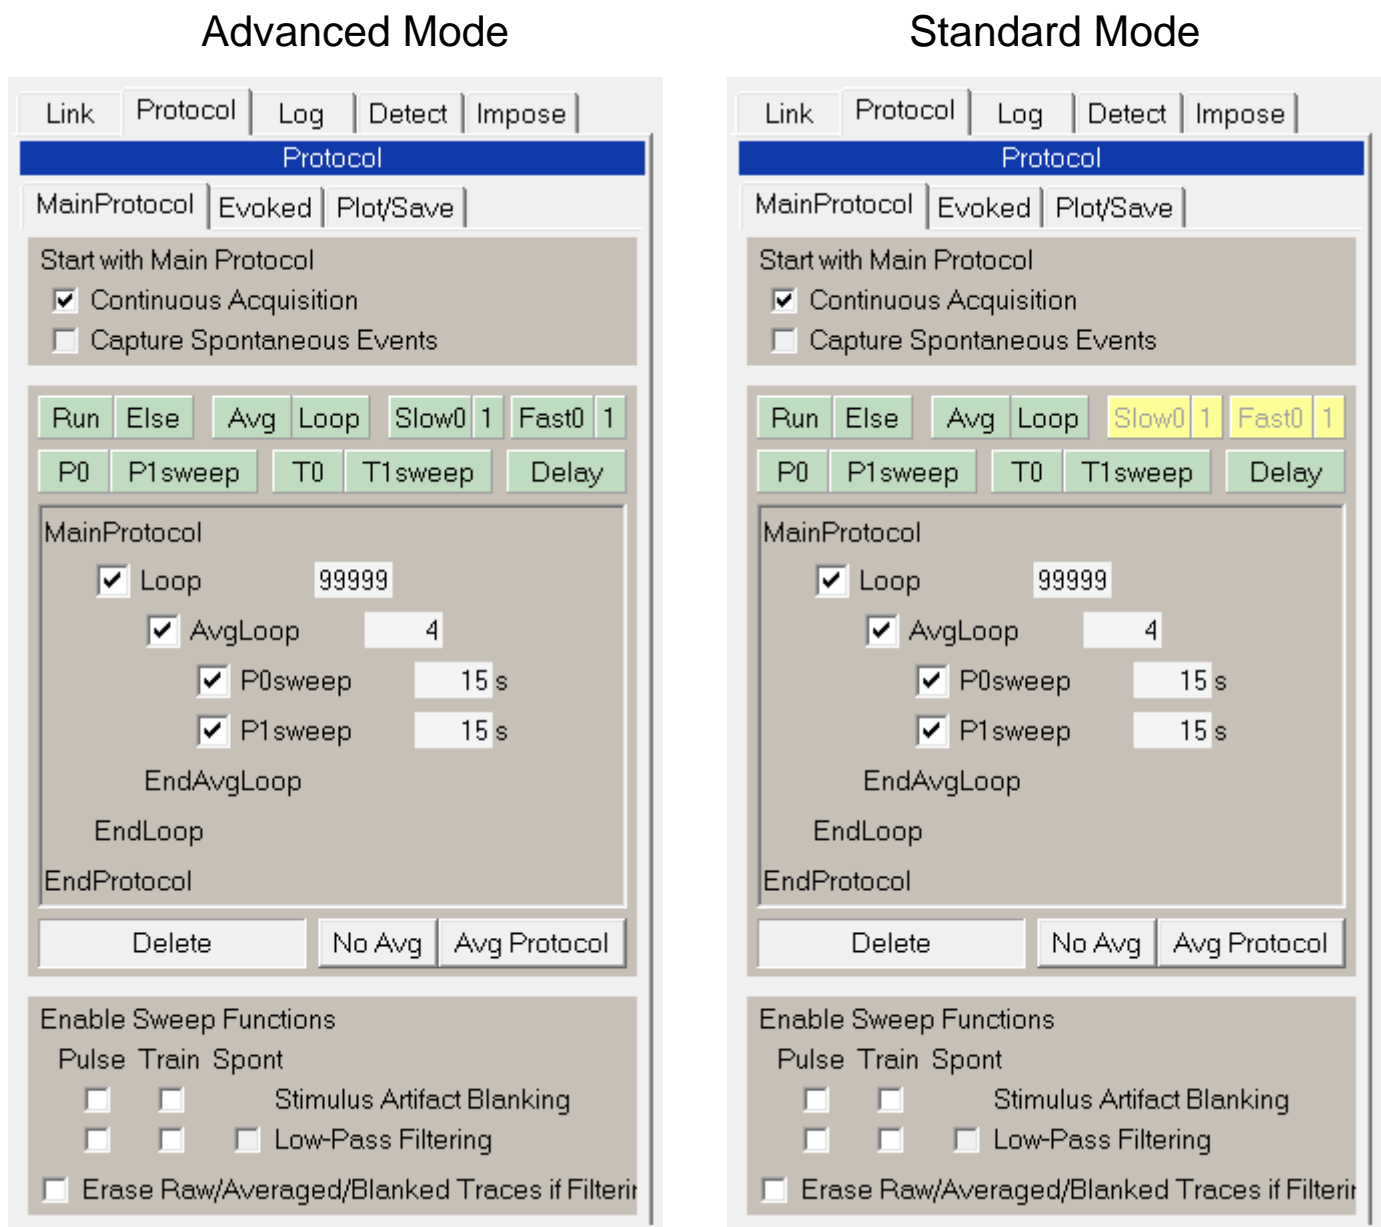 Advanced Mode
Link Protocol Log Detect Impose
Protocol
MainProtocol Evoked Plot/Save
Start with Main Protocol
Continuous Acquisition
Capture Spontaneous Events
Run Else Avg Loop Slow0 1 Fast0 1
P0 P1sweep T0 T1sweep Delay
MainProtocol
Loop 99999
AvgLoop 4
P0sweep 15 s
P1sweep 15 s
EndAvgLoop
EndLoop
EndProtocol
Delete No Avg Avg Protocol
Enable Sweep Functions
Pulse Train Spont
Stimulus Artifact Blanking
Low-Pass Filtering
Erase Raw/Averaged/Blanked Traces if Filterin
Standard Mode
Link Protocol Log Detect Impose
Protocol
MainProtocol Evoked Plot/Save
Start with Main Protocol
Continuous Acquisition
Capture Spontaneous Events
Run Else Avg Loop Slow0 1 Fast0 1
P0 P1sweep T0 T1sweep Delay
MainProtocol
Loop 99999
AvgLoop 4
P0sweep 15 s
P1sweep 15 s
EndAvgLoop
EndLoop
EndProtocol
Delete No Avg Avg Protocol
Enable Sweep Functions
Pulse Train Spont
Stimulus Artifact Blanking
Low-Pass Filtering
Erase Raw/Averaged/Blanked Traces if Filterin